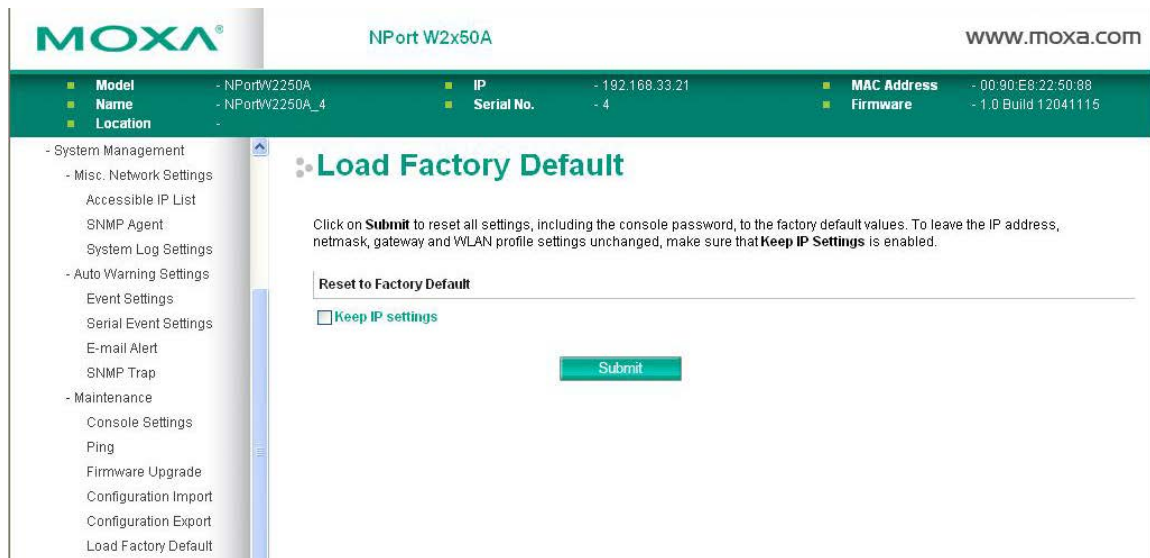 MOXA®
NPort W2x50A
www.moxa.com
Model - NPortW2250A
IP - 192.168.33.21
MAC Address - 00:90:E8:22:50:88
Name - NPortW2250A_4
Serial No. - 4
Firmware - 1.0 Build 12041115
Location -
- System Management
- Misc. Network Settings
Accessible IP List
SNMP Agent
System Log Settings
- Auto Warning Settings
Event Settings
Serial Event Settings
E-mail Alert
SNMP Trap
- Maintenance
Console Settings
Ping
Firmware Upgrade
Configuration Import
Configuration Export
Load Factory Default
Load Factory Default
Click on Submit to reset all settings, including the console password, to the factory default values. To leave the IP address,
netmask, gateway and WLAN profile settings unchanged, make sure that Keep IP Settings is enabled.
Reset to Factory Default
Keep IP settings
Submit